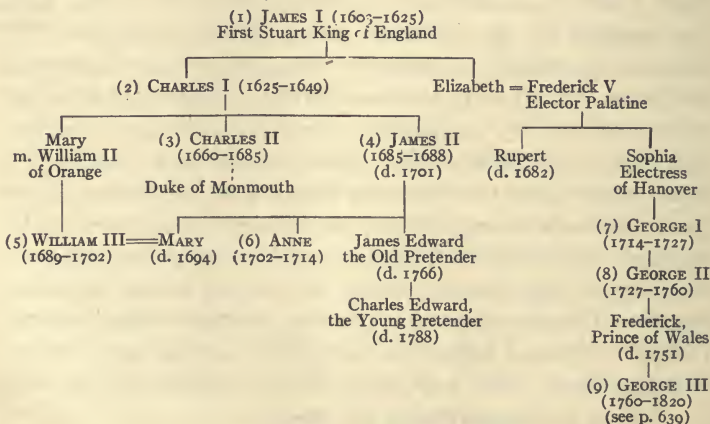 (1) JAMES I (1603–1625)
First Stuart King of England
(2) CHARLES I (1625–1649)
Elizabeth = Frederick V
Elector Palatine
Mary
m. William II
of Orange
(3) CHARLES II
(1660–1685)
Duke of Monmouth
(4) JAMES II
(1685–1688)
(d. 1701)
Rupert
(d. 1682)
Sophia
Electress
of Hanover
(5) WILLIAM III
(1689–1702)
MARY
(d. 1694)
(6) ANNE
(1702–1714)
James Edward
the Old Pretender
(d. 1766)
Charles Edward,
the Young Pretender
(d. 1788)
(7) GEORGE I
(1714–1727)
(8) GEORGE II
(1727–1760)
Frederick,
Prince of Wales
(d. 1751)
(9) GEORGE III
(1760–1820)
(see p. 639)